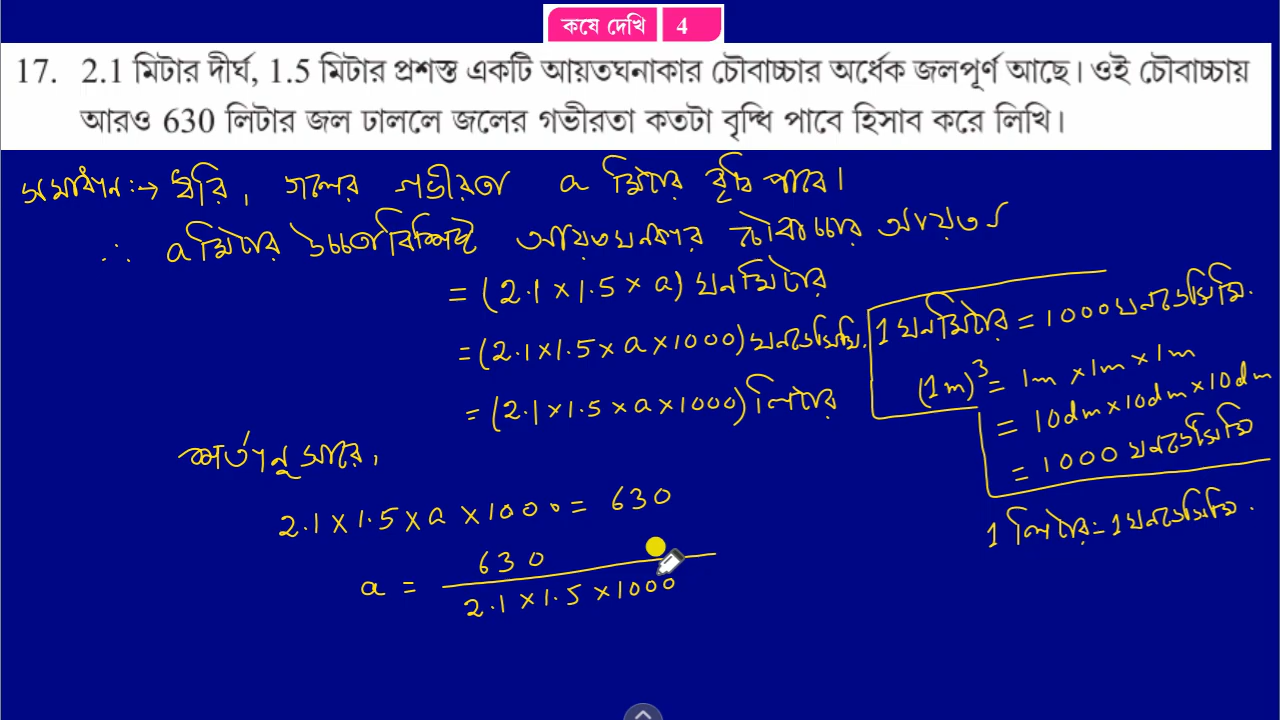 কষে দেখি 4
17. 2.1 মিটার দীর্ঘ, 1.5 মিটার প্রশস্ত একটি আয়তঘনাকার চৌবাচ্চার অর্ধেক জলপূর্ণ আছে। ওই চৌবাচ্চায়
আরও 630 লিটার জল ঢাললে জলের গভীরতা কতটা বৃদ্ধি পাবে হিসাব করে লিখি।
সমাধান:→ ধরি, জলের গভীরতা a মিটার বৃদ্ধি পাবে।
∴ a মিটার উচ্চতাবিশিষ্ট আয়তঘনাকার চৌবাচ্চার আয়তন
= (2.1 × 1.5 × a) ঘনমিটার
= (2.1 × 1.5 × a × 1000) ঘনডেসিমি.
= (2.1 × 1.5 × a × 1000) লিটার
1 ঘনমিটার = 1000 ঘনডেসিমি.
(1m)³ = 1m × 1m × 1m
= 10dm × 10dm × 10dm
= 1000 ঘনডেসিমি
1 লিটার = 1 ঘনডেসিমি.
শর্তানুসারে,
2.1 × 1.5 × a × 1000 = 630
a = 630 / 2.1 × 1.5 × 1000